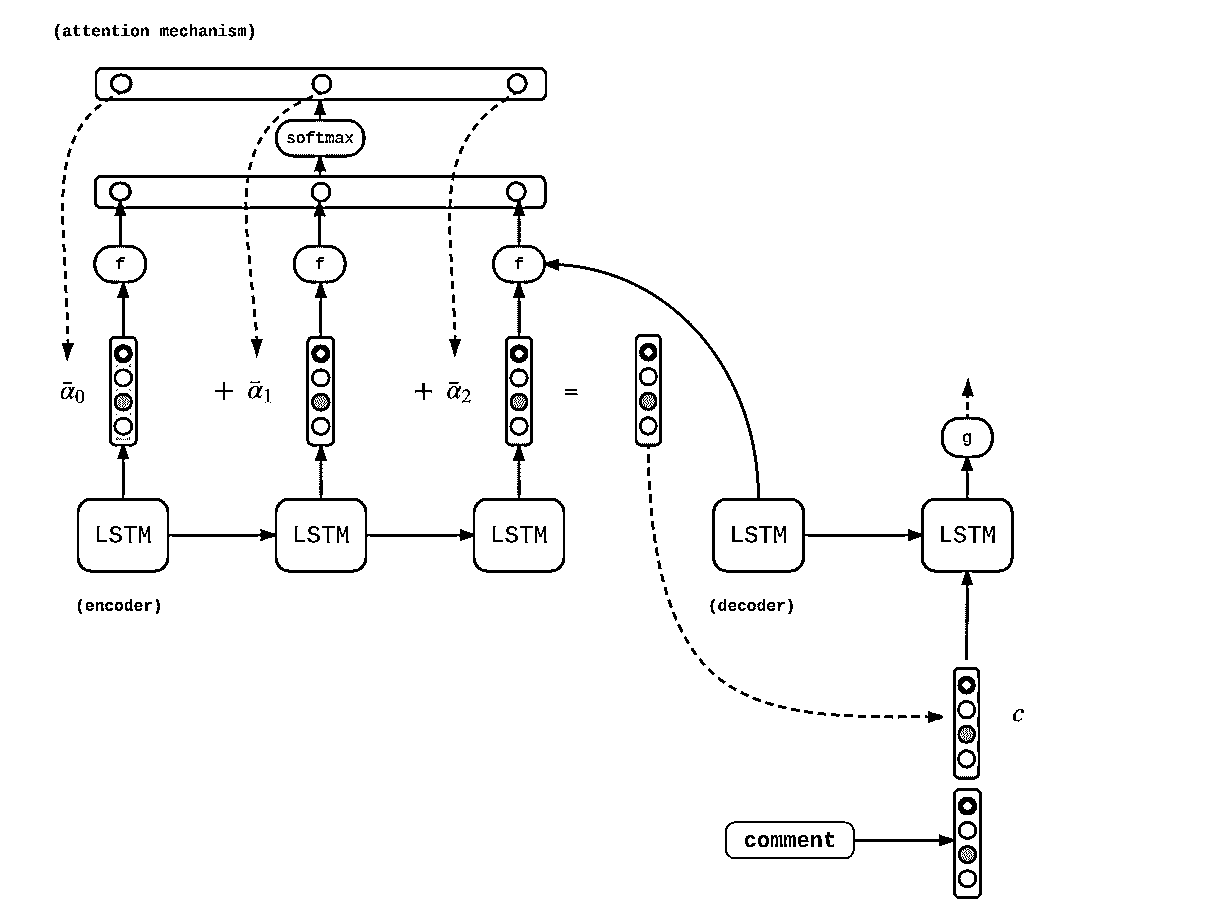 (attention mechanism)
softmax
f f f
ᾱ0 + ᾱ1 + ᾱ2 =
g
LSTM LSTM LSTM LSTM LSTM
(encoder) (decoder)
c
comment